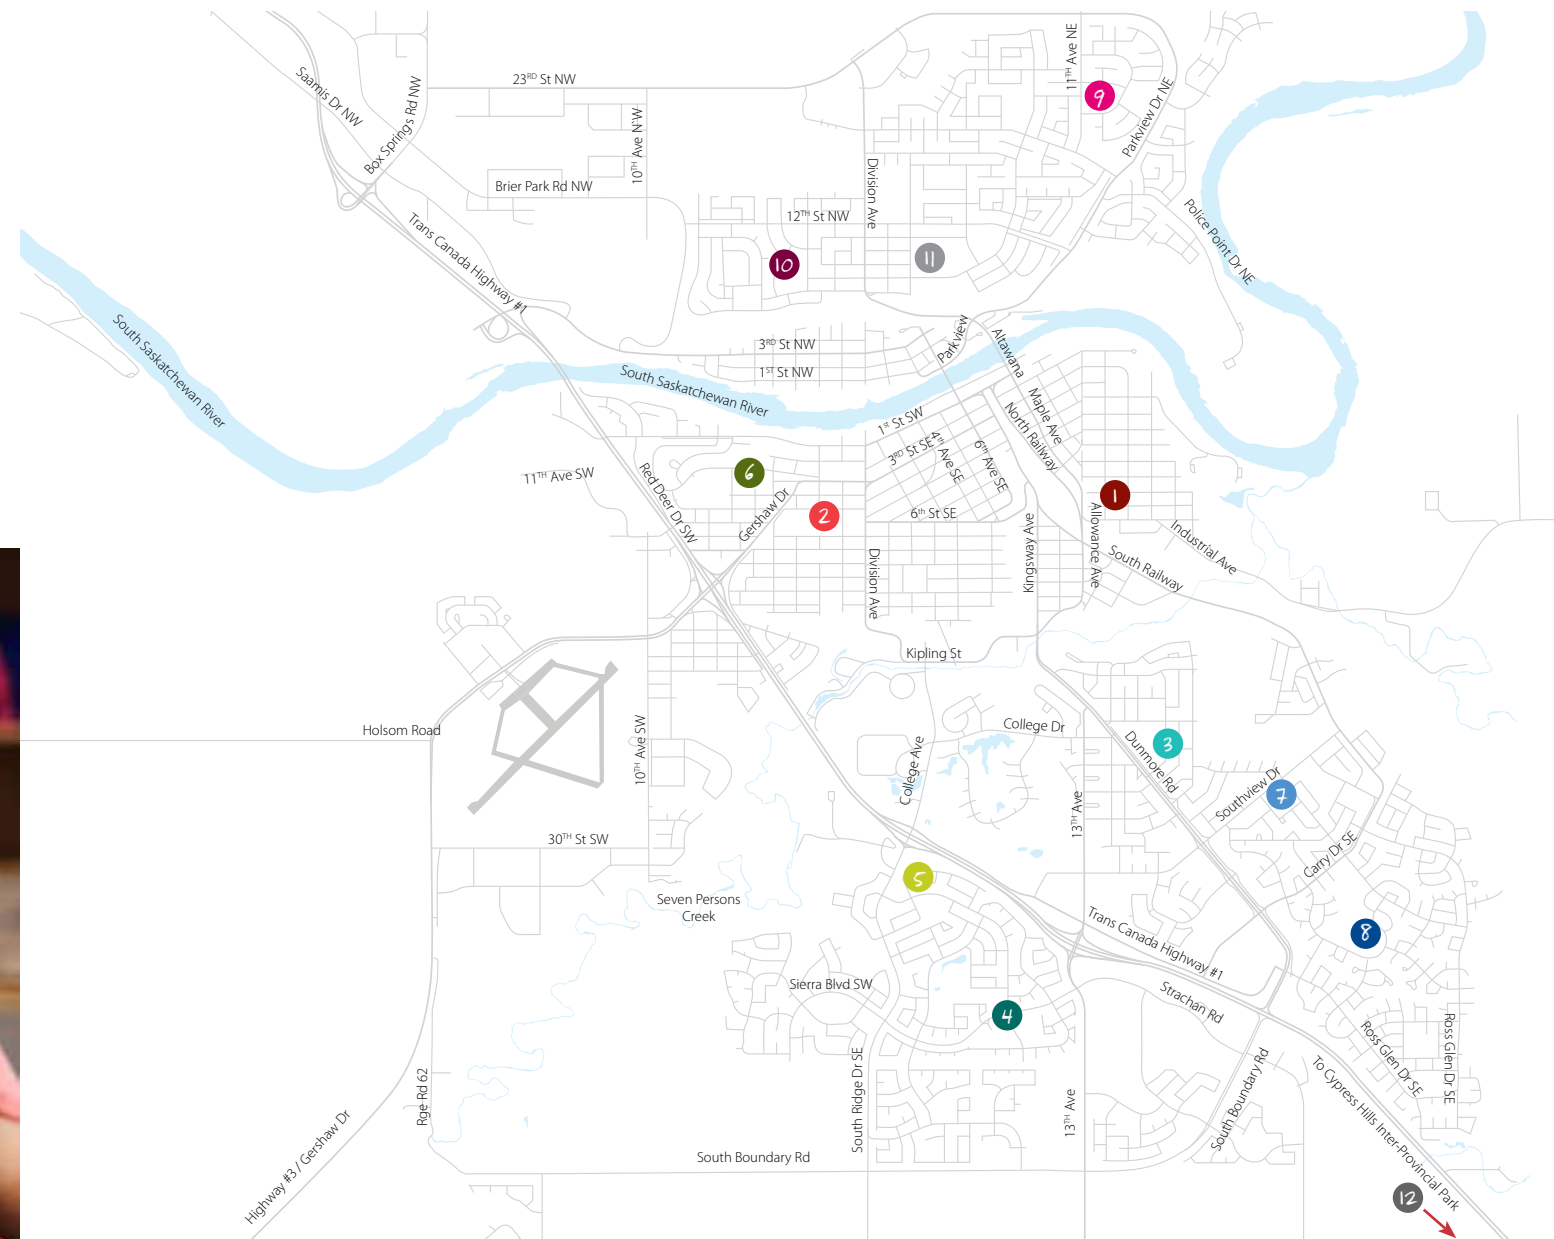 11TH Ave NE
23RD St NW
Saamis Dr NW
Box Springs Rd NW
9
Parkview Dr NE
10TH Ave N'W
Brier Park Rd NW
Division Ave
12TH St NW
Police Point Dr NE
Trans Canada Highway #1
10
11
South Saskatchewan River
3RD St NW
Parkview
Altawana
1ST St NW
South Saskatchewan River
Maple Ave
North Railway
1st St SW
3RD St SE
4th Ave SE
6th Ave SE
11TH Ave SW
Red Deer Dr SW
6
Gershaw Dr
2
1
6th St SE
Kingsway Ave
Allowance Ave
Industrial Ave
South Railway
Division Ave
Kipling St
Holsom Road
10TH Ave SW
College Dr
College Ave
Dunmore Rd
3
Southview Dr
7
13TH Ave
30TH St SW
Carry Dr SE
5
Seven Persons
Creek
Trans Canada Highway #1
8
Sierra Blvd SW
Strachan Rd
4
Ross Glen Dr SE
Ross Glen Dr SE
South Ridge Dr SE
Rge Rd 62
13TH Ave
South Boundary Rd
To Cypress Hills Inter-Provincial Park
Highway #3 / Gershaw Dr
South Boundary Rd
12